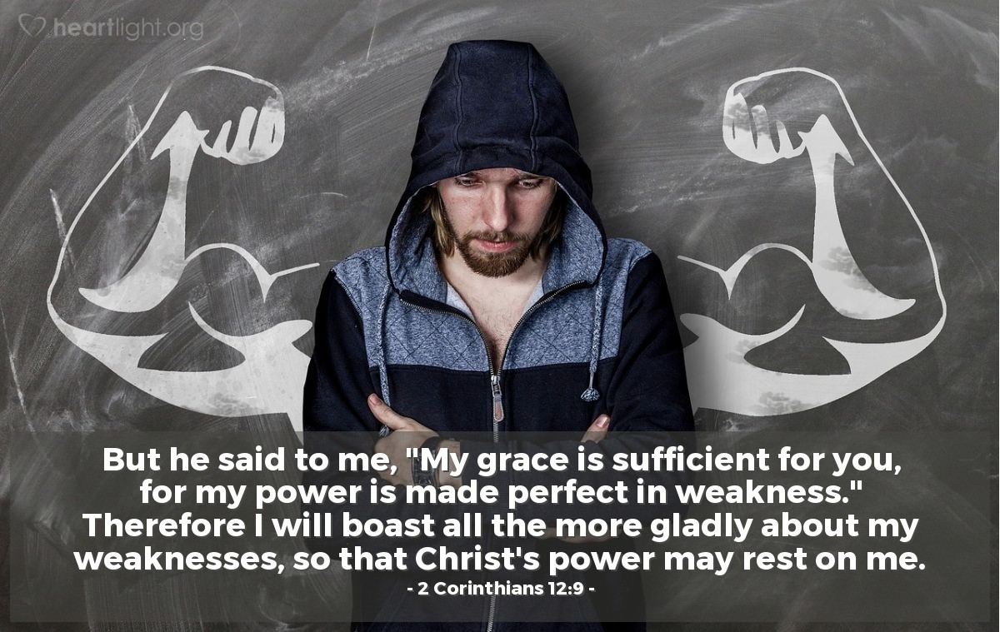 heartlight.org
But he said to me, "My grace is sufficient for you,
for my power is made perfect in weakness."
Therefore I will boast all the more gladly about my
weaknesses, so that Christ's power may rest on me.
- 2 Corinthians 12:9 -